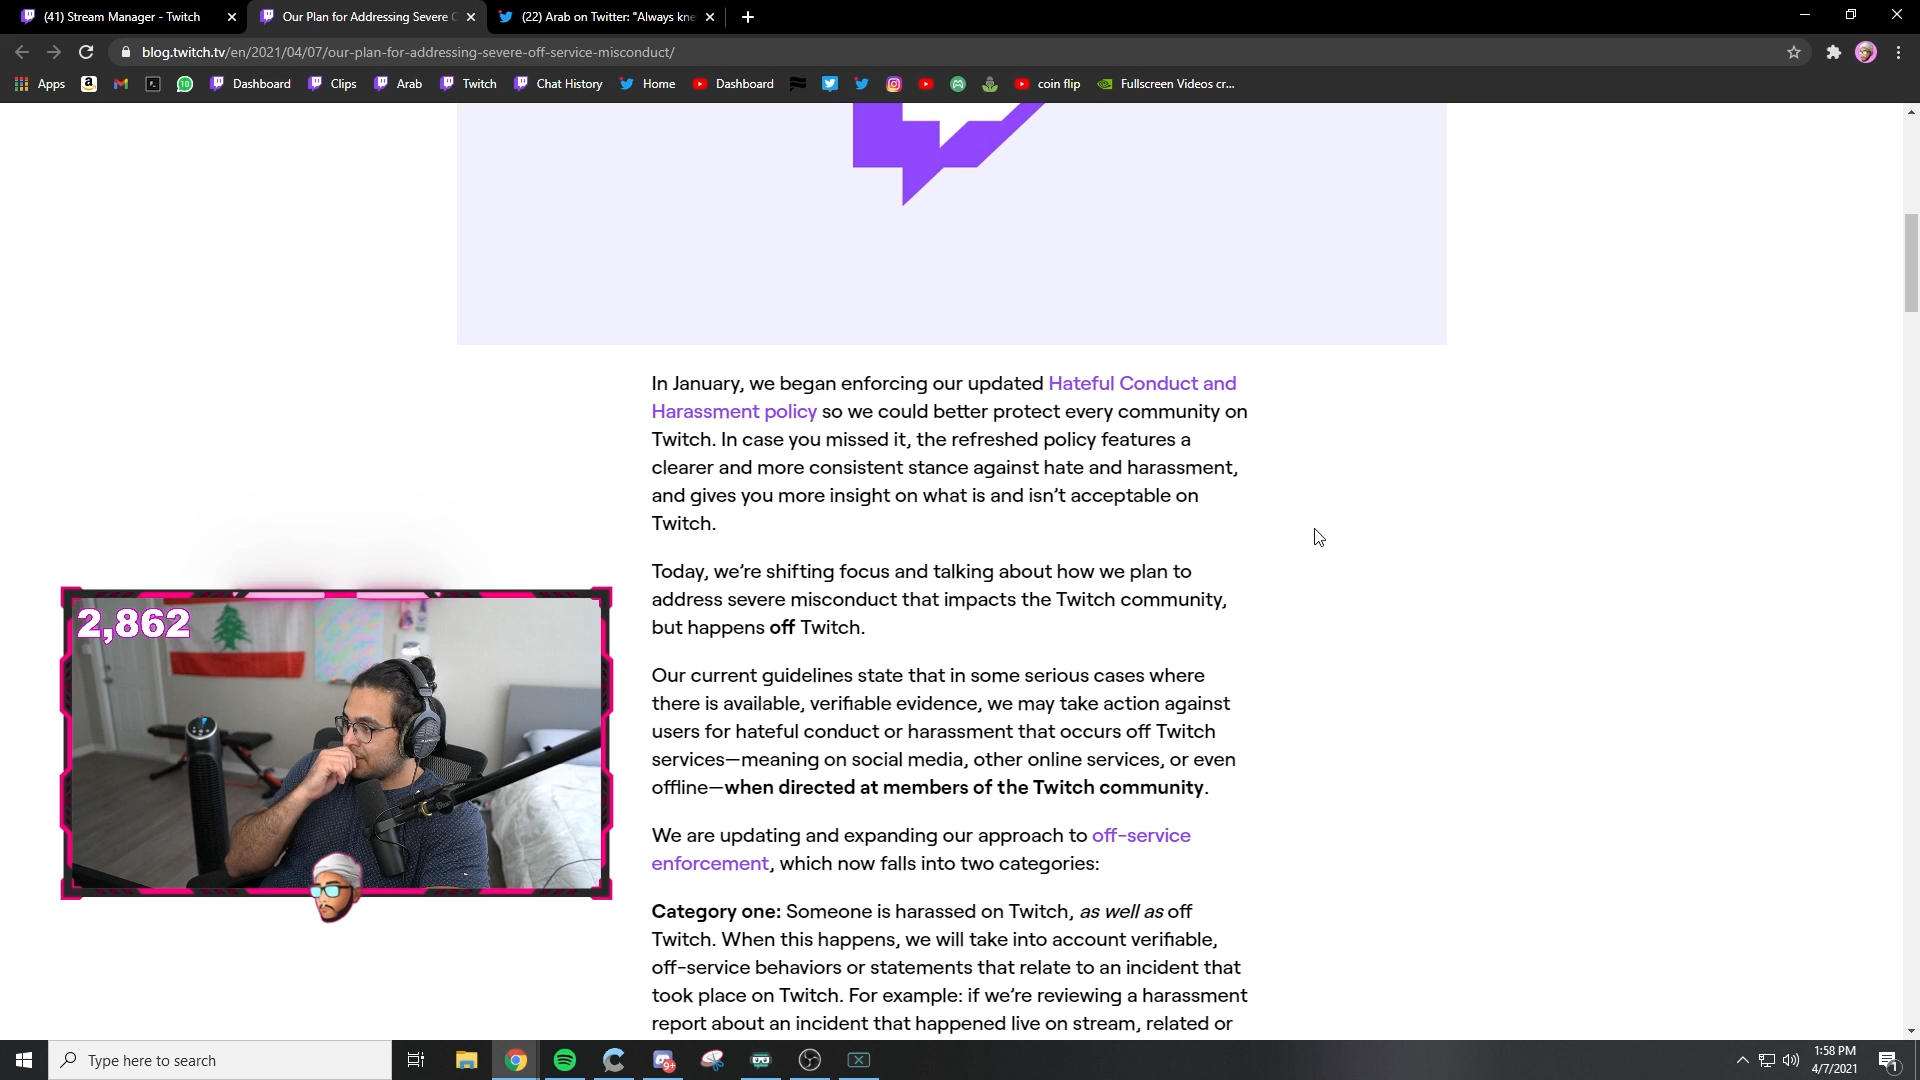 (41) Stream Manager - Twitch
Our Plan for Addressing Severe
(22) Arab on Twitter: "Always kne
blog.twitch.tv/en/2021/04/07/our-plan-for-addressing-severe-off-service-misconduct/
Apps Dashboard Clips Arab Twitch Chat History Home Dashboard coin flip Fullscreen Videos cr...
In January, we began enforcing our updated Hateful Conduct and
Harassment policy so we could better protect every community on
Twitch. In case you missed it, the refreshed policy features a
clearer and more consistent stance against hate and harassment,
and gives you more insight on what is and isn’t acceptable on
Twitch.
Today, we’re shifting focus and talking about how we plan to
address severe misconduct that impacts the Twitch community,
but happens off Twitch.
Our current guidelines state that in some serious cases where
there is available, verifiable evidence, we may take action against
users for hateful conduct or harassment that occurs off Twitch
services—meaning on social media, other online services, or even
offline—when directed at members of the Twitch community.
We are updating and expanding our approach to off-service
enforcement, which now falls into two categories:
Category one: Someone is harassed on Twitch, as well as off
Twitch. When this happens, we will take into account verifiable,
off-service behaviors or statements that relate to an incident that
took place on Twitch. For example: if we’re reviewing a harassment
report about an incident that happened live on stream, related or
2,862
Type here to search
9+
1:58 PM
4/7/2021
1